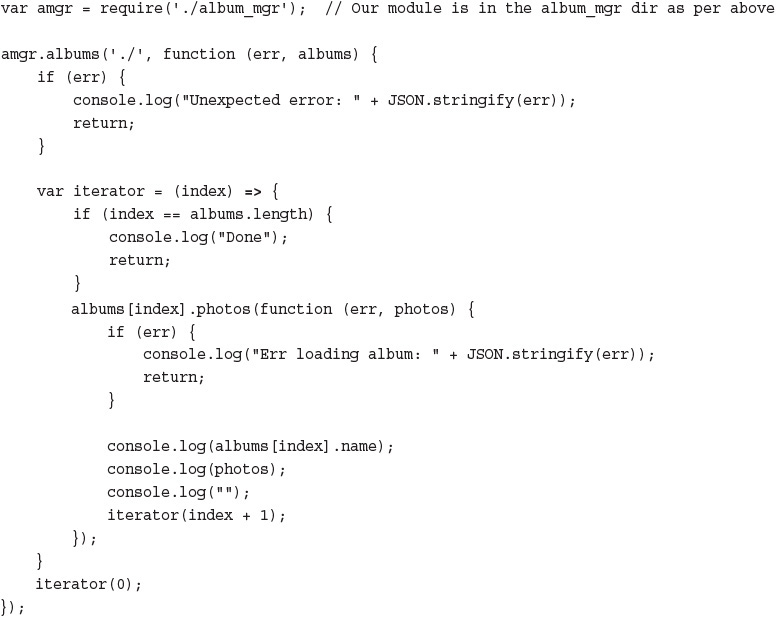 var amgr = require('./album_mgr');  // Our module is in the album_mgr dir as per above

amgr.albums('./', function (err, albums) {
    if (err) {
        console.log("Unexpected error: " + JSON.stringify(err));
        return;
    }

    var iterator = (index) => {
        if (index == albums.length) {
            console.log("Done");
            return;
        }
        albums[index].photos(function (err, photos) {
            if (err) {
                console.log("Err loading album: " + JSON.stringify(err));
                return;
            }

            console.log(albums[index].name);
            console.log(photos);
            console.log("");
            iterator(index + 1);
        });
    }
    iterator(0);
});